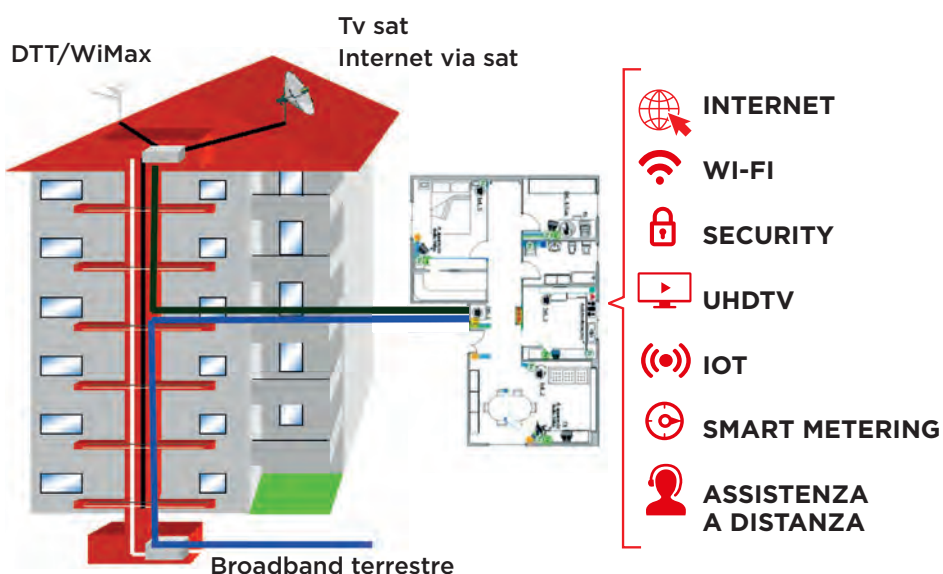 DTT/WiMax
Tv sat
Internet via sat
INTERNET
WI-FI
SECURITY
UHDTV
IOT
SMART METERING
ASSISTENZA
A DISTANZA
Broadband terrestre